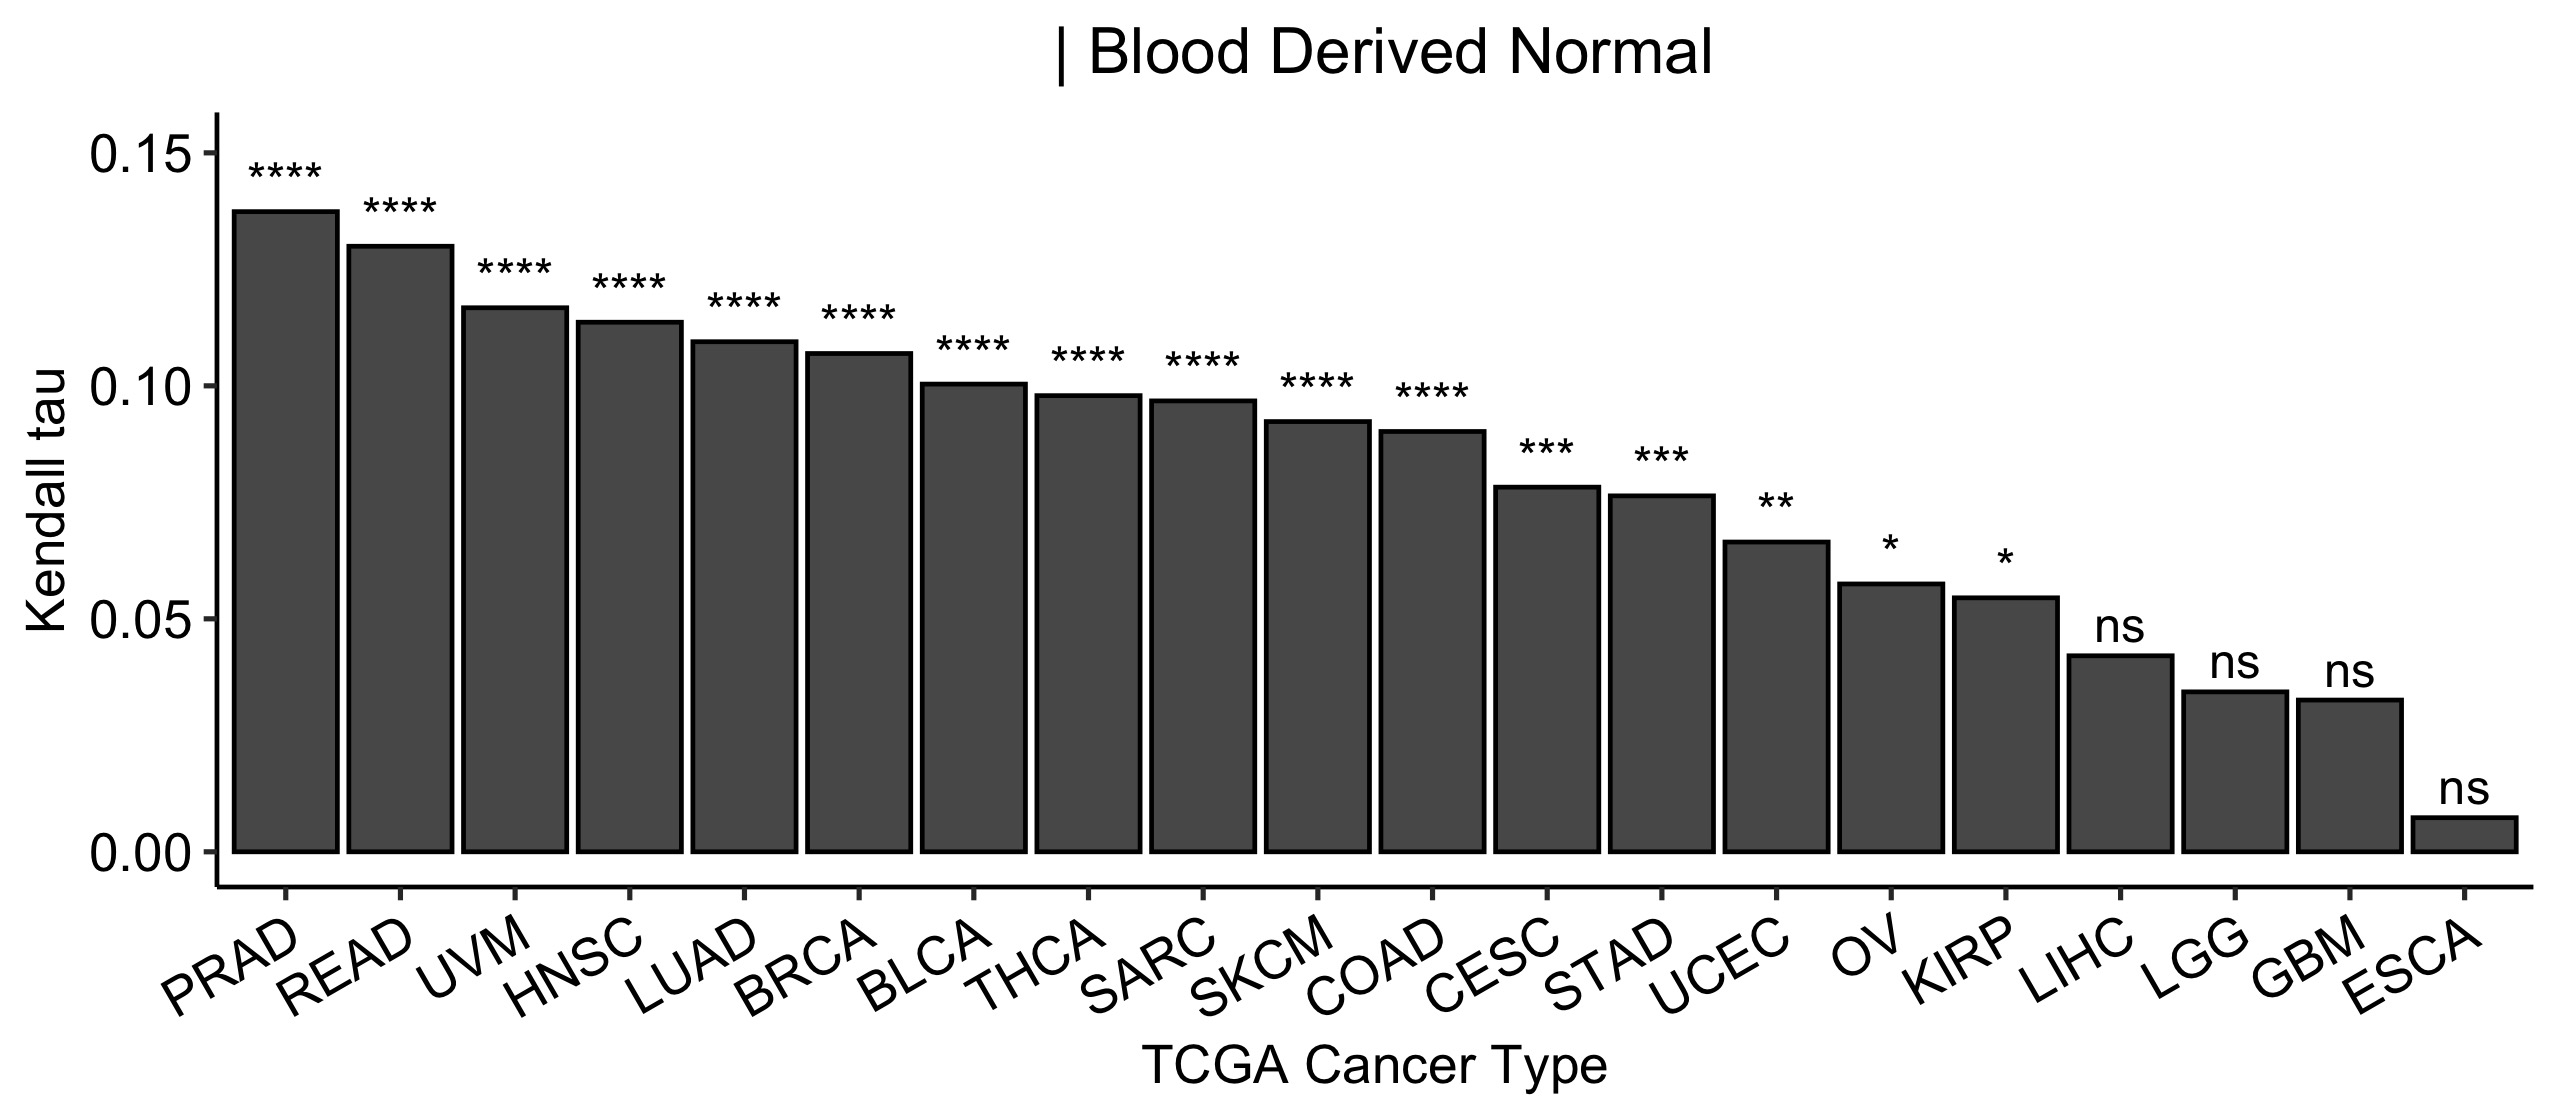 | Blood Derived Normal
Kendall tau
0.15
0.10
0.05
0.00
****
****
****
****
****
****
****
****
****
****
****
***
***
**
*
*
ns
ns
ns
ns
PRAD
READ
UVM
HNSC
LUAD
BRCA
BLCA
THCA
SARC
SKCM
COAD
CESC
STAD
UCEC
OV
KIRP
LIHC
LGG
GBM
ESCA
TCGA Cancer Type